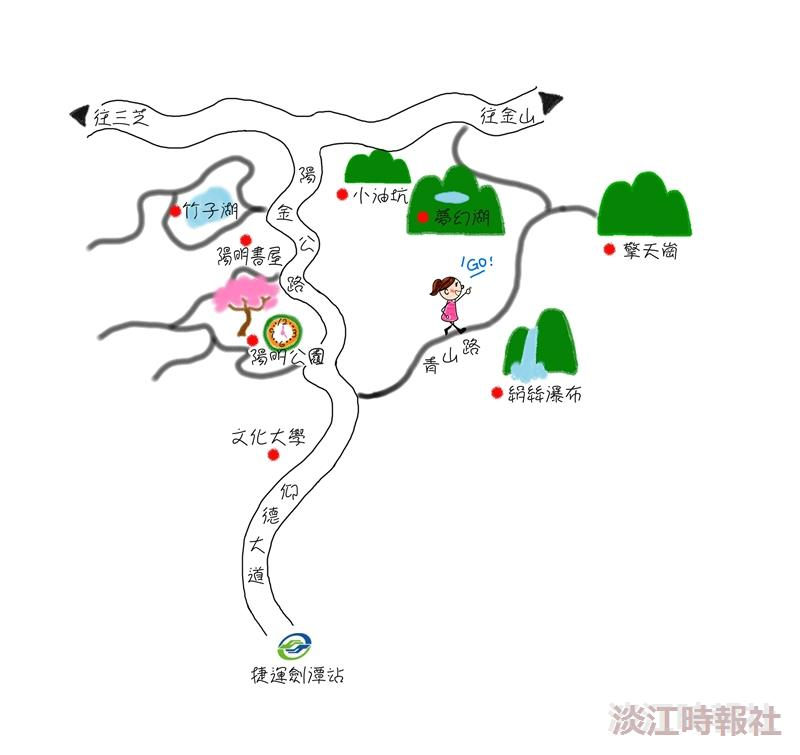 往三芝
往金山
陽金公路
小油坑
竹子湖
夢幻湖
擎天崗
陽明書屋
GO!
青山路
陽明公園
絹絲瀑布
文化大學
仰德大道
捷運劍潭站
淡江時報社